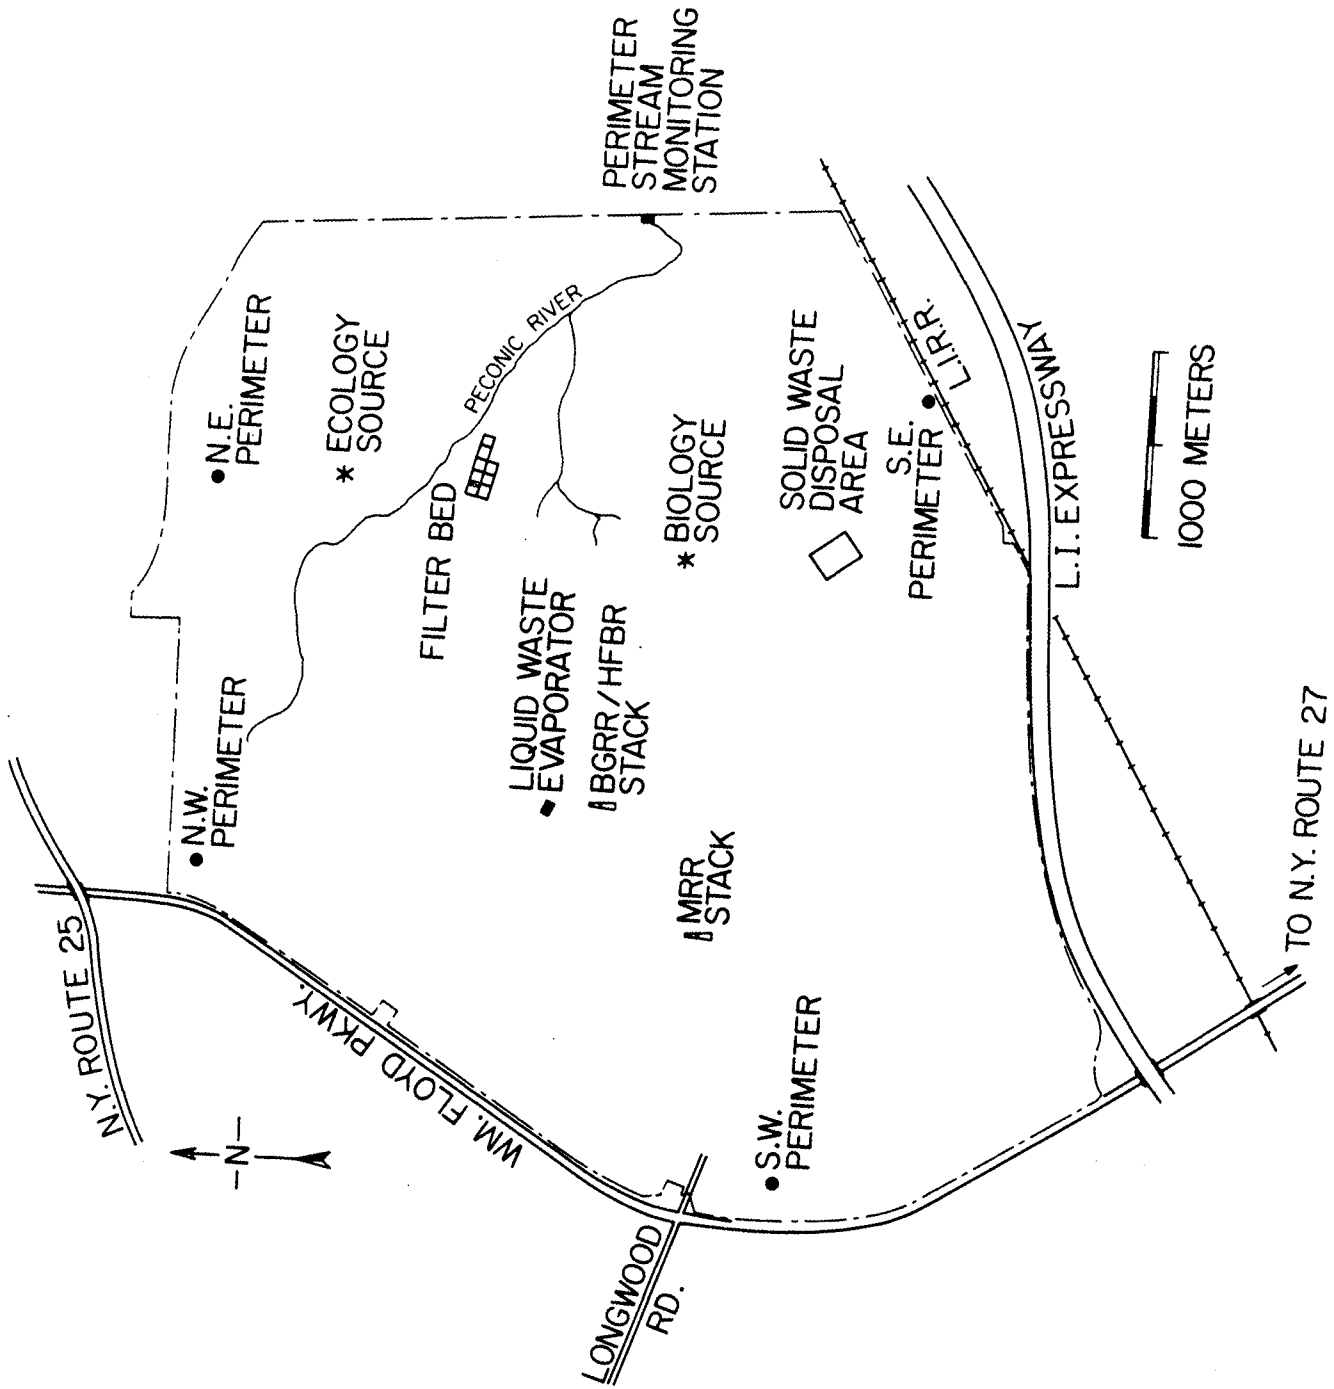 N.Y. ROUTE 25
-N-
WM. FLOYD PKWY.
LONGWOOD
RD.
N.W.
PERIMETER
N.E.
PERIMETER
*ECOLOGY
SOURCE
PECONIC RIVER
FILTER BED
LIQUID WASTE
EVAPORATOR
BGRR/HFBR
STACK
MRR
STACK
*BIOLOGY
SOURCE
PERIMETER
STREAM
MONITORING
STATION
SOLID WASTE
DISPOSAL
AREA
S.W.
PERIMETER
S.E.
PERIMETER
L.I.R.R.
L.I. EXPRESSWAY
1000 METERS
TO N.Y. ROUTE 27